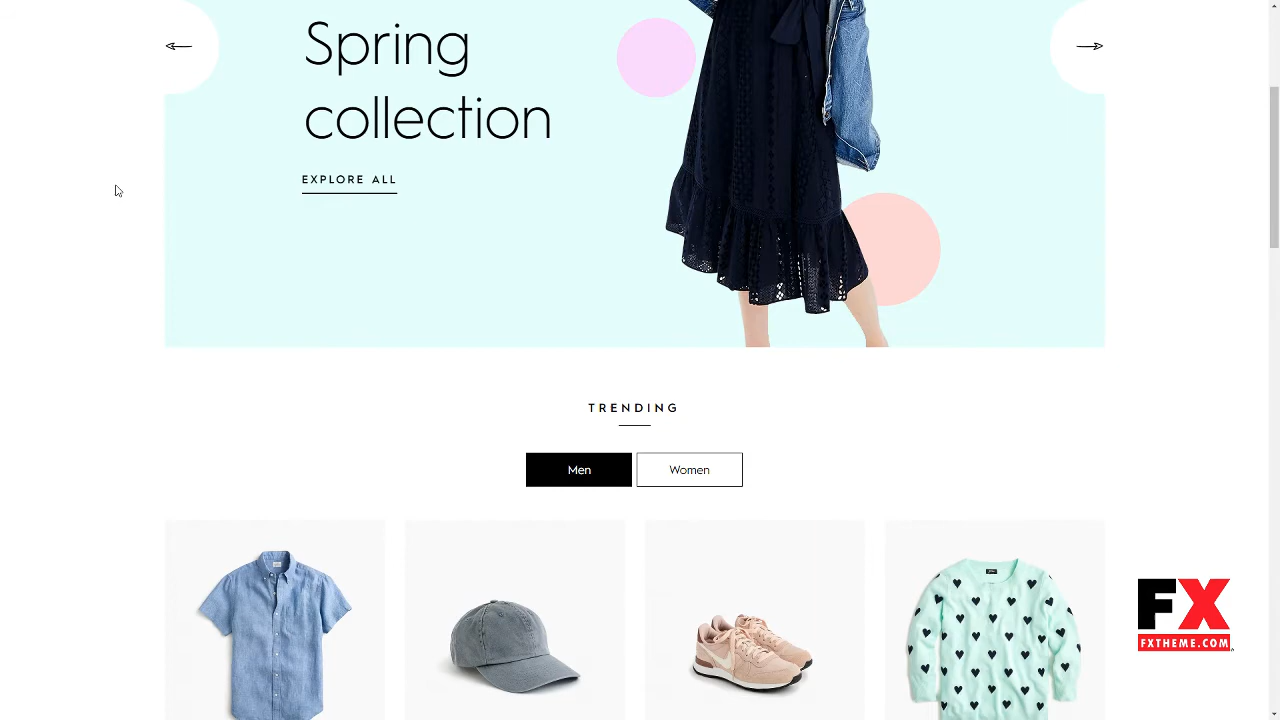 Spring
collection
EXPLORE ALL
TRENDING
Men
Women
FX
FXTHEME.COM